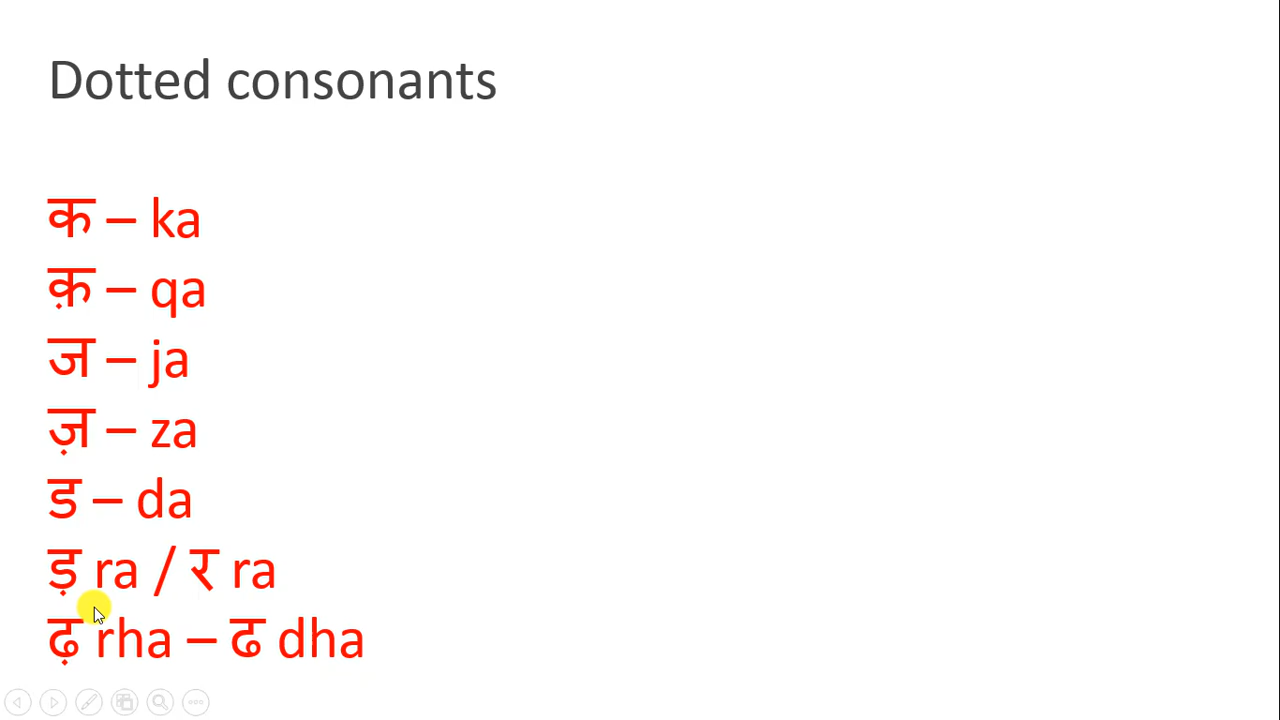 Dotted consonants
क – ka
क़ – qa
ज – ja
ज़ – za
ड – da
ड़ ra / र ra
ढ़ rha – ढ dha